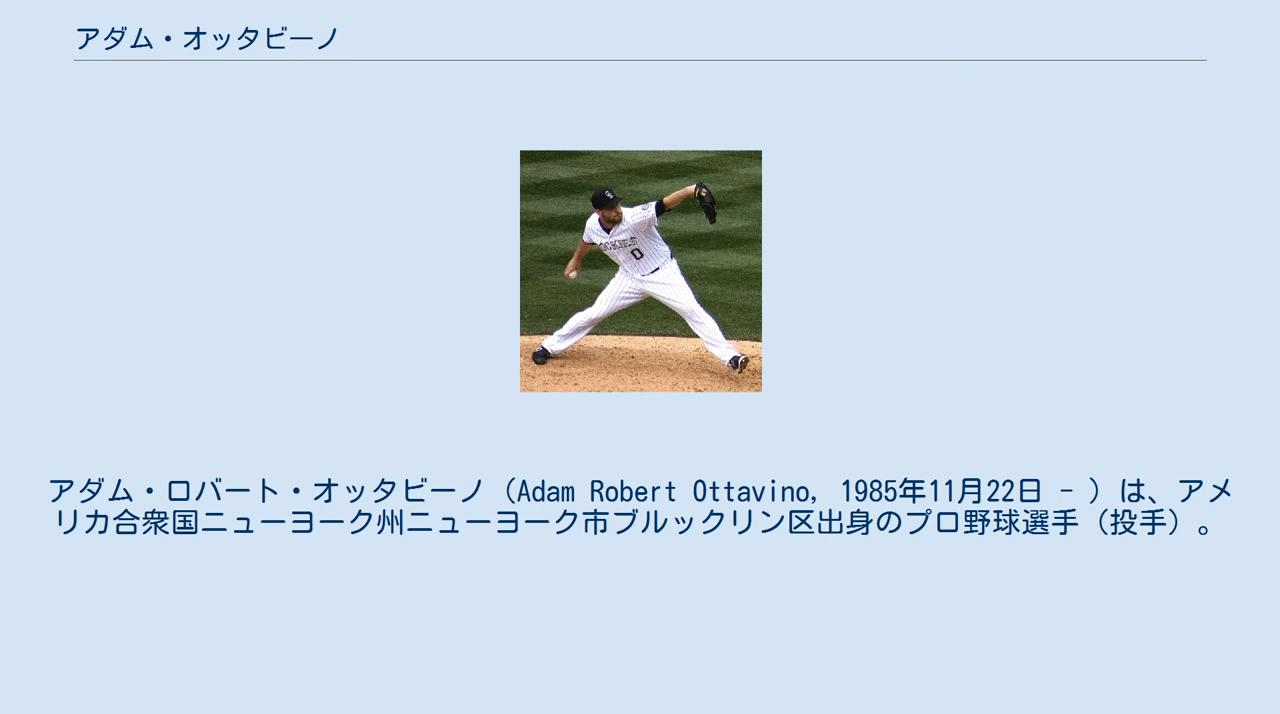 アダム・オッタビーノ
0
アダム・ロバート・オッタビーノ（Adam Robert Ottavino, 1985年11月22日 - ）は、アメ
リカ合衆国ニューヨーク州ニューヨーク市ブルックリン区出身のプロ野球選手（投手）。